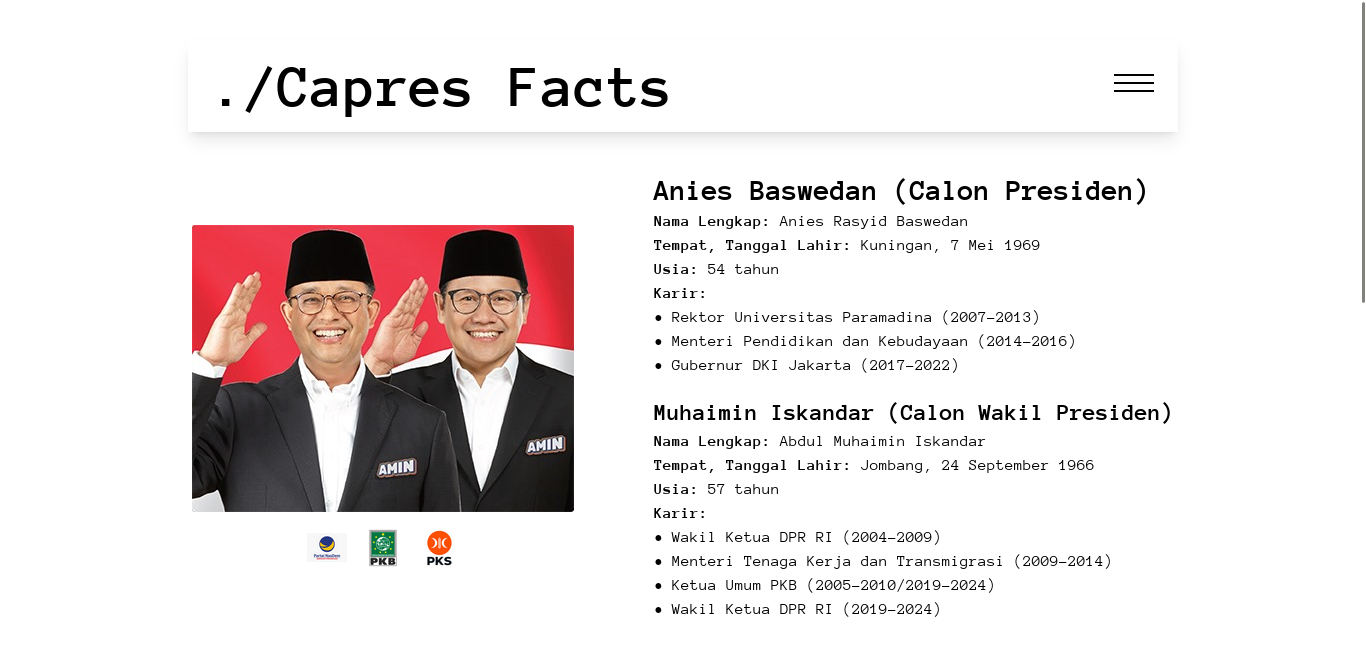 ./Capres Facts
Anies Baswedan (Calon Presiden)
Nama Lengkap: Anies Rasyid Baswedan
Tempat, Tanggal Lahir: Kuningan, 7 Mei 1969
Usia: 54 tahun
Karir:
• Rektor Universitas Paramadina (2007-2013)
• Menteri Pendidikan dan Kebudayaan (2014-2016)
• Gubernur DKI Jakarta (2017-2022)
Muhaimin Iskandar (Calon Wakil Presiden)
Nama Lengkap: Abdul Muhaimin Iskandar
Tempat, Tanggal Lahir: Jombang, 24 September 1966
Usia: 57 tahun
Karir:
• Wakil Ketua DPR RI (2004-2009)
• Menteri Tenaga Kerja dan Transmigrasi (2009-2014)
• Ketua Umum PKB (2005-2010/2019-2024)
• Wakil Ketua DPR RI (2019-2024)
AMIN
AMIN
Partai NasDem
PKB
PKS